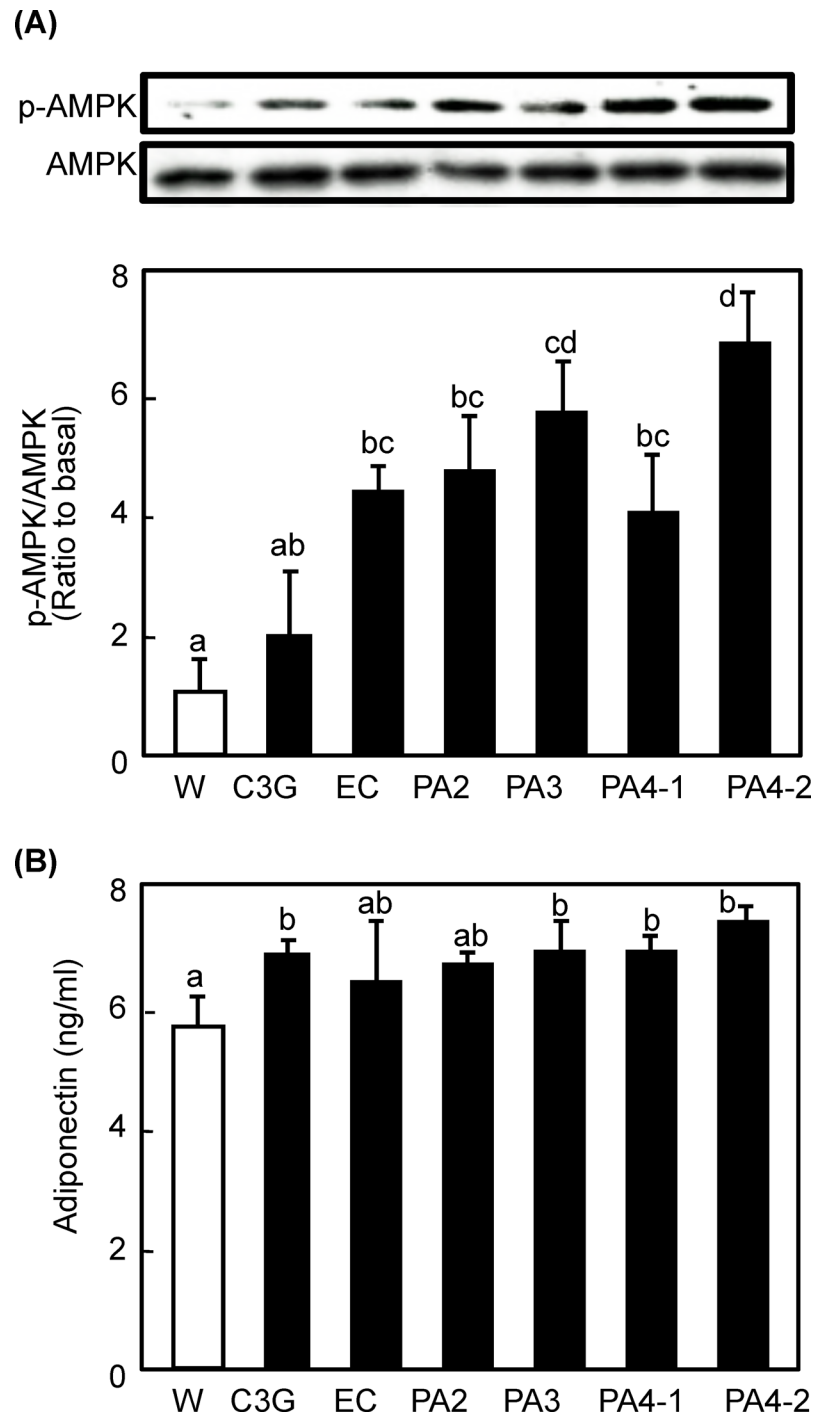 (A)
p-AMPK
AMPK
p-AMPK/AMPK
(Ratio to basal)
8
6
4
2
0
a
ab
bc
bc
cd
bc
d
W C3G EC PA2 PA3 PA4-1 PA4-2
(B)
Adiponectin (ng/ml)
8
6
4
2
0
a
b
ab
ab
b
b
b
W C3G EC PA2 PA3 PA4-1 PA4-2